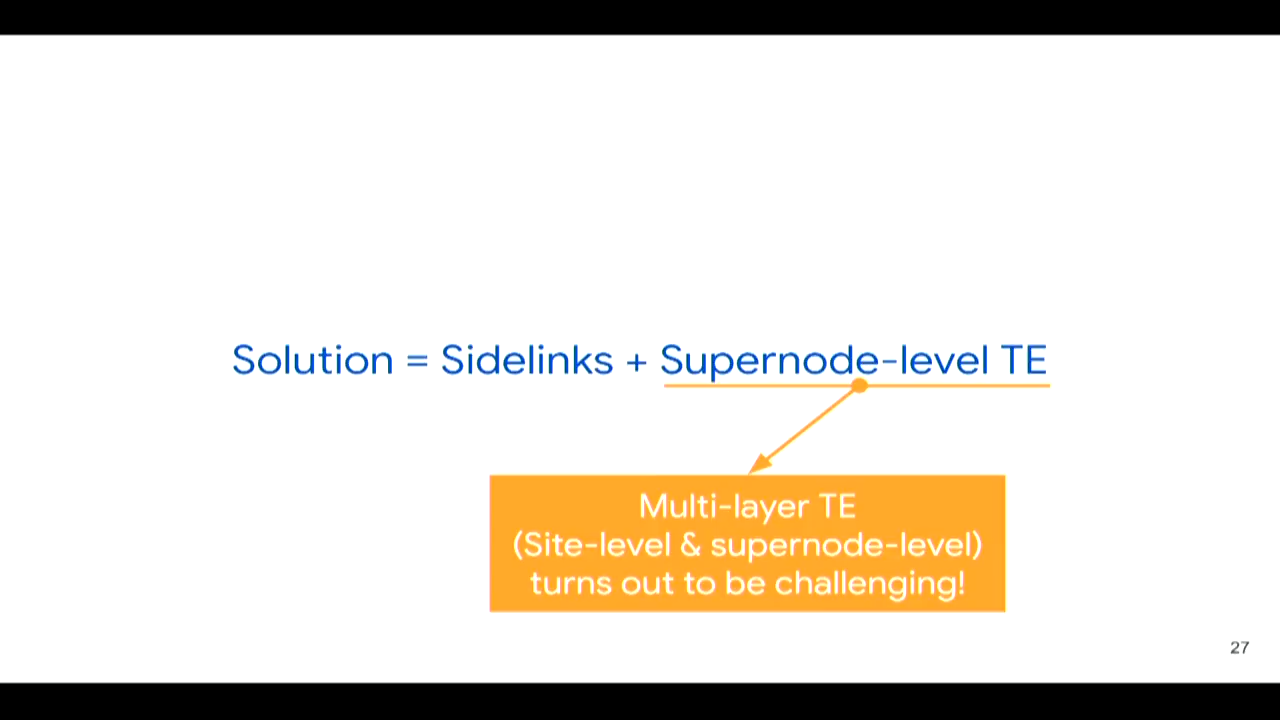 Solution = Sidelinks + Supernode-level TE
Multi-layer TE
(Site-level & supernode-level)
turns out to be challenging!
27